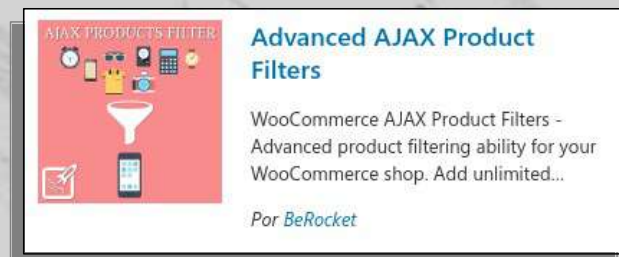 AJAX PRODUCTS FILTER
Advanced AJAX Product
Filters
WooCommerce AJAX Product Filters -
Advanced product filtering ability for your
WooCommerce shop. Add unlimited...
Por BeRocket